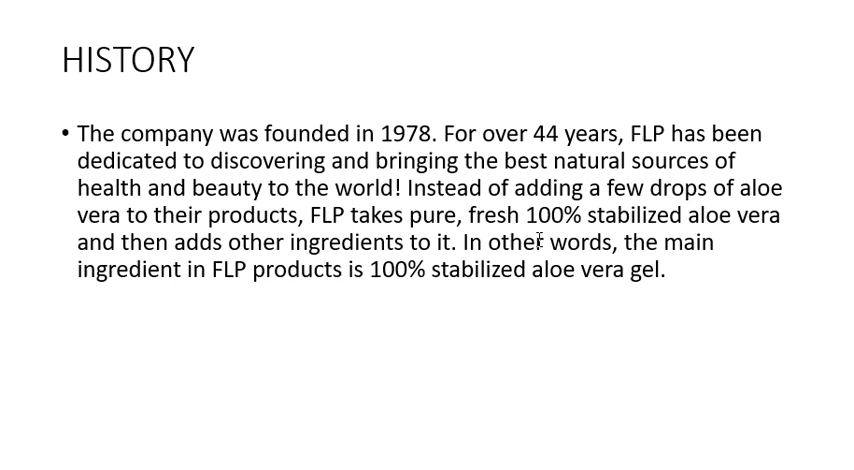 HISTORY
• The company was founded in 1978. For over 44 years, FLP has been
dedicated to discovering and bringing the best natural sources of
health and beauty to the world! Instead of adding a few drops of aloe
vera to their products, FLP takes pure, fresh 100% stabilized aloe vera
and then adds other ingredients to it. In other words, the main
ingredient in FLP products is 100% stabilized aloe vera gel.